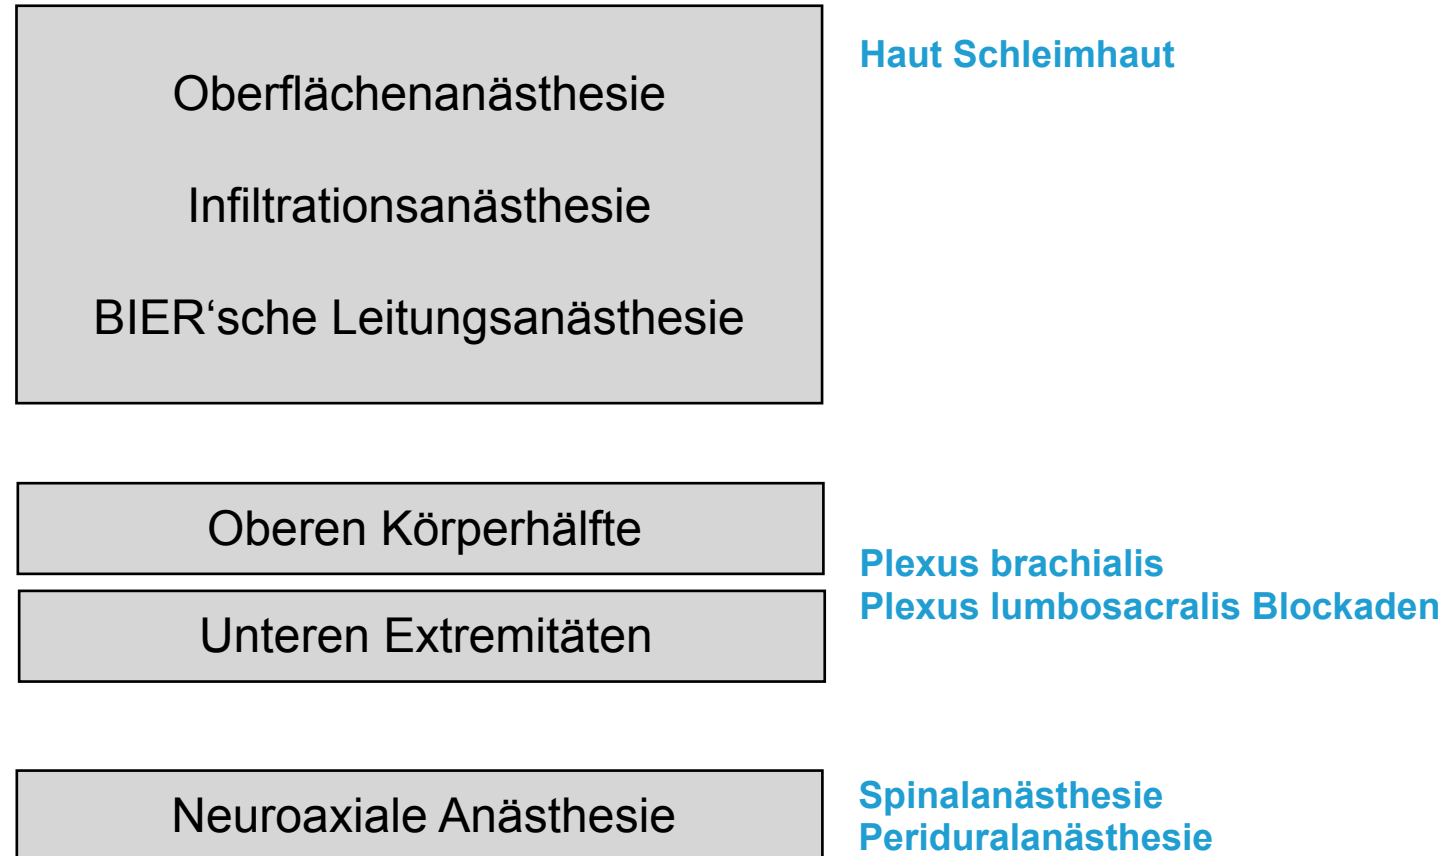 Oberflächenanästhesie
Haut Schleimhaut
Infiltrationsanästhesie
BIER‘sche Leitungsanästhesie
Oberen Körperhälfte
Unteren Extremitäten
Plexus brachialis
Plexus lumbosacralis Blockaden
Neuroaxiale Anästhesie
Spinalanästhesie
Periduralanästhesie